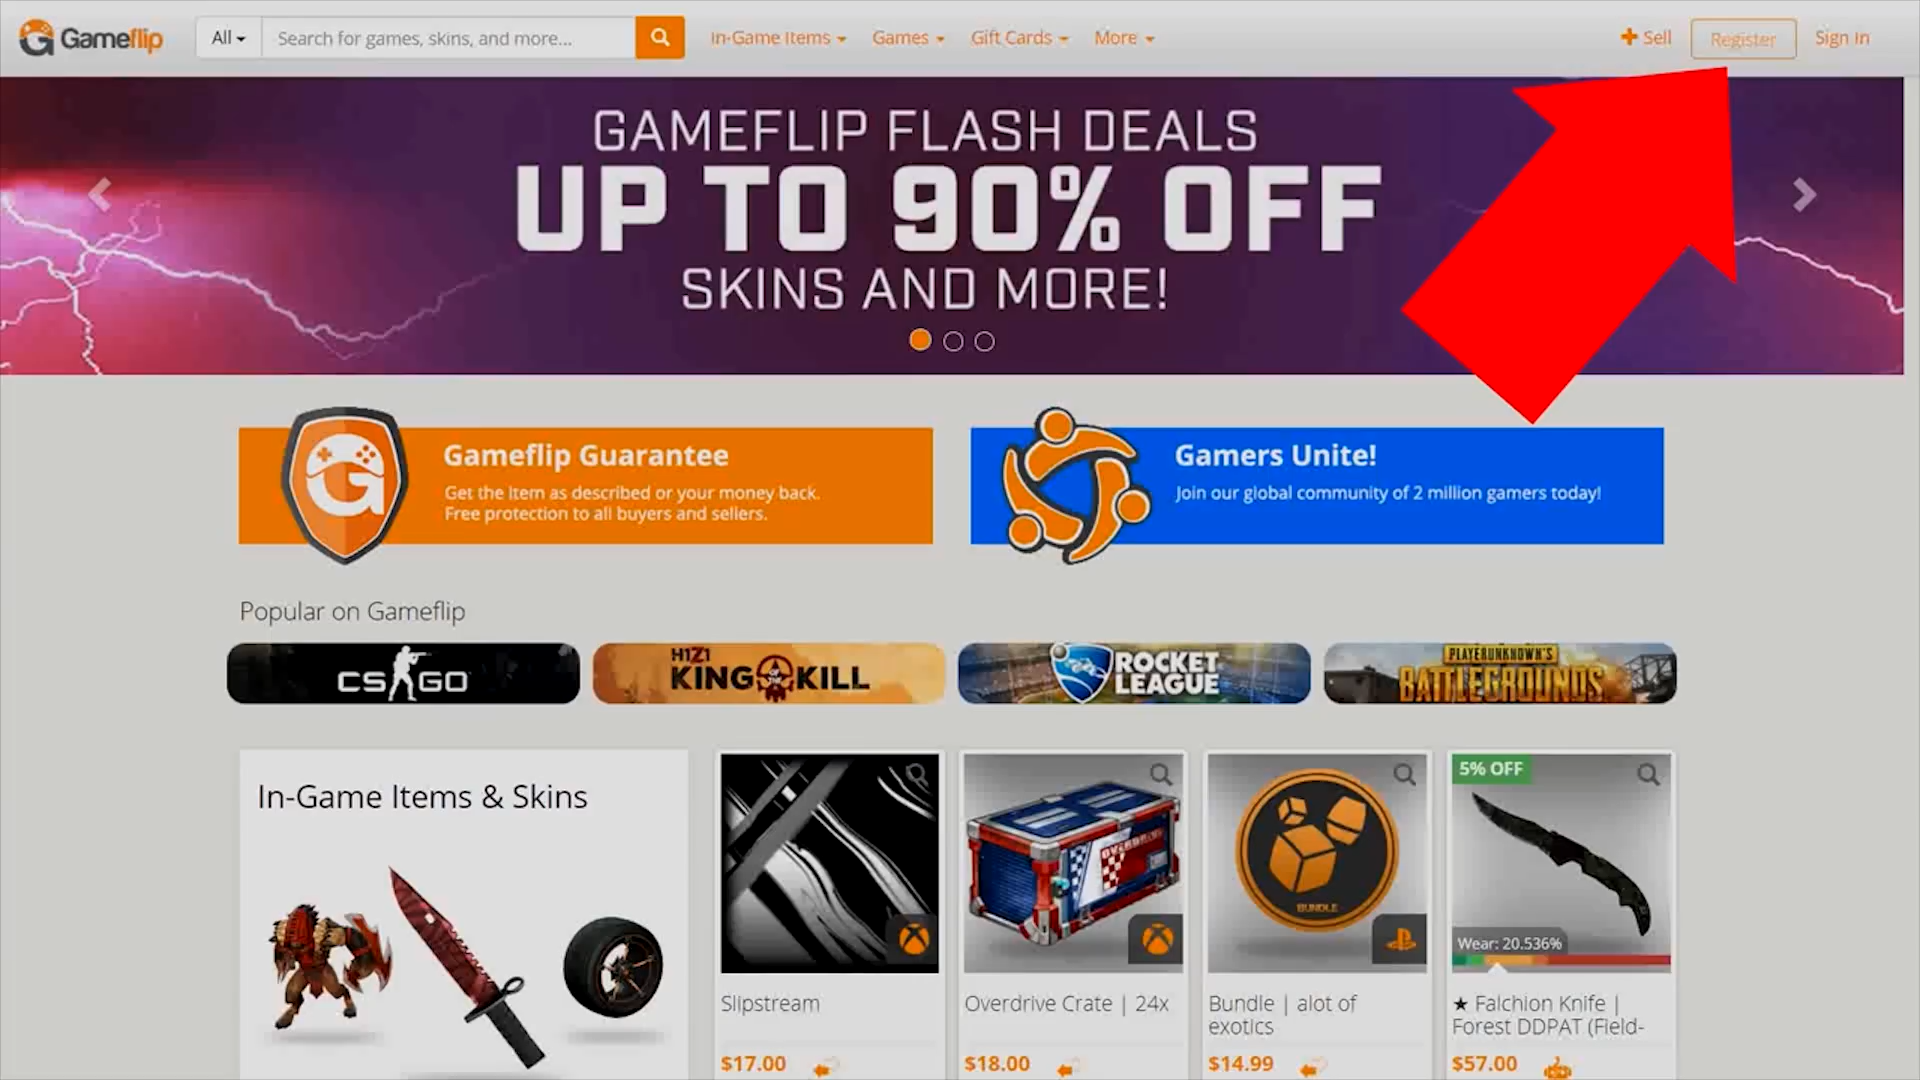 Gameflip
All
Search for games, skins, and more...
In-Game Items
Games
Gift Cards
More
Sell
Register
Sign In
GAMEFLIP FLASH DEALS
UP TO 90% OFF
SKINS AND MORE!
Gameflip Guarantee
Get the item as described or your money back.
Free protection to all buyers and sellers.
Gamers Unite!
Join our global community of 2 million gamers today!
Popular on Gameflip
CS GO
H1Z1
KING OF THE KILL
ROCKET
LEAGUE
PLAYERUNKNOWN'S
BATTLEGROUNDS
In-Game Items & Skins
OVERDRIVE
BUNDLE
5% OFF
Wear: 20.536%
Slipstream
Overdrive Crate | 24x
Bundle | alot of
exotics
★ Falchion Knife |
Forest DDPAT (Field-
$17.00
$18.00
$14.99
$57.00